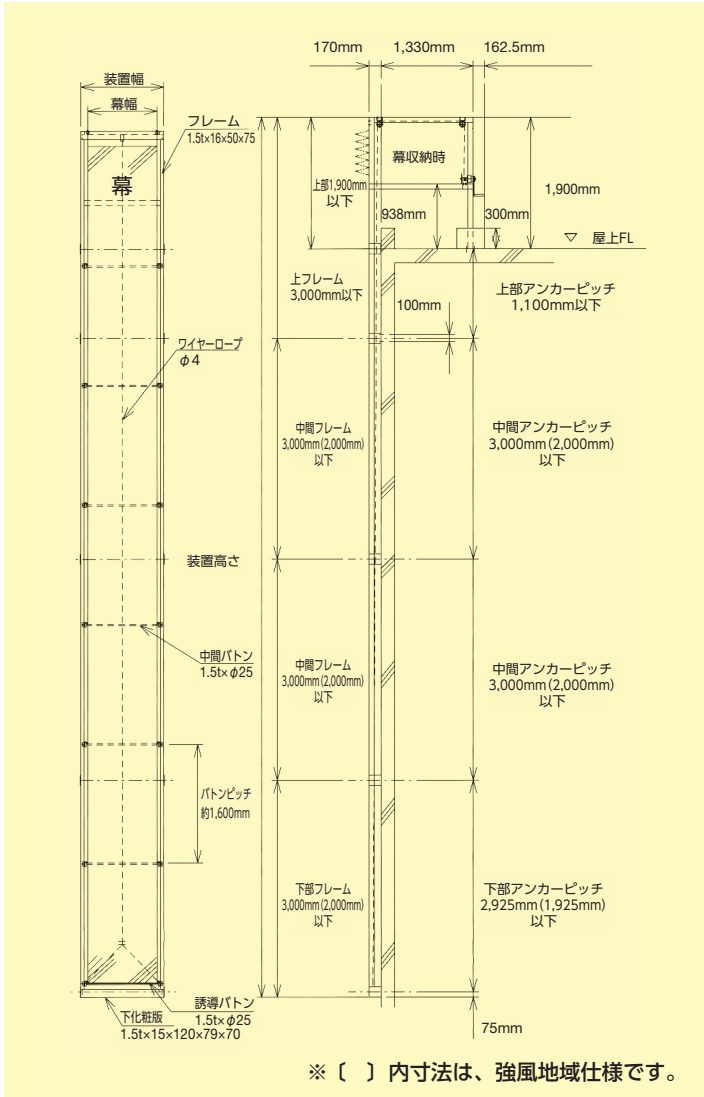 170mm
1,330mm
162.5mm
装置幅
幕幅
フレーム
1.5t×16×50×75
幕
幕収納時
上部1,900mm
以下
938mm
300mm
1,900mm
▽ 屋上FL
上フレーム
3,000mm以下
100mm
上部アンカーピッチ
1,100mm以下
ワイヤーロープ
φ4
中間フレーム
3,000mm(2,000mm)
以下
中間アンカーピッチ
3,000mm(2,000mm)
以下
装置高さ
中間バトン
1.5t×φ25
中間フレーム
3,000mm(2,000mm)
以下
中間アンカーピッチ
3,000mm(2,000mm)
以下
バトンピッチ
約1,600mm
下部フレーム
3,000mm(2,000mm)
以下
下部アンカーピッチ
2,925mm(1,925mm)
以下
誘導バトン
1.5t×φ25
下化粧版
1.5t×15×120×79×70
75mm
※〔　〕内寸法は、強風地域仕様です。